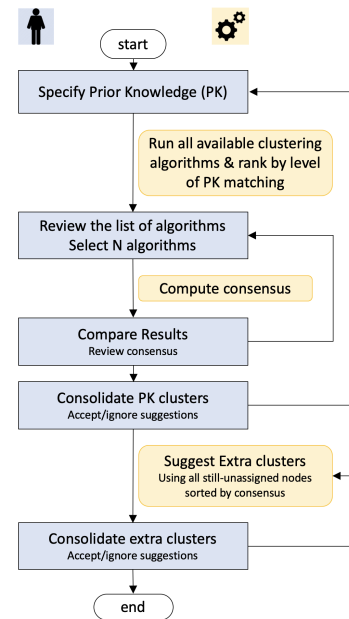 start
Specify Prior Knowledge (PK)
Run all available clustering
algorithms & rank by level
of PK matching
Review the list of algorithms
Select N algorithms
Compute consensus
Compare Results
Review consensus
Consolidate PK clusters
Accept/ignore suggestions
Suggest Extra clusters
Using all still-unassigned nodes
sorted by consensus
Consolidate extra clusters
Accept/ignore suggestions
end